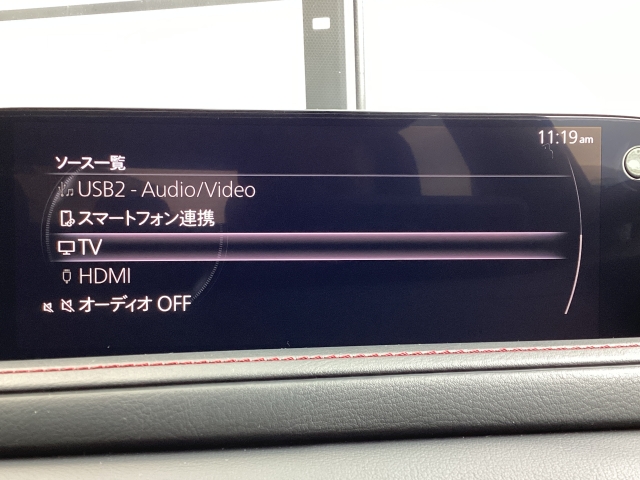 11:19am
ソース一覧
USB2 - Audio/Video
スマートフォン連携
TV
HDMI
オーディオ OFF